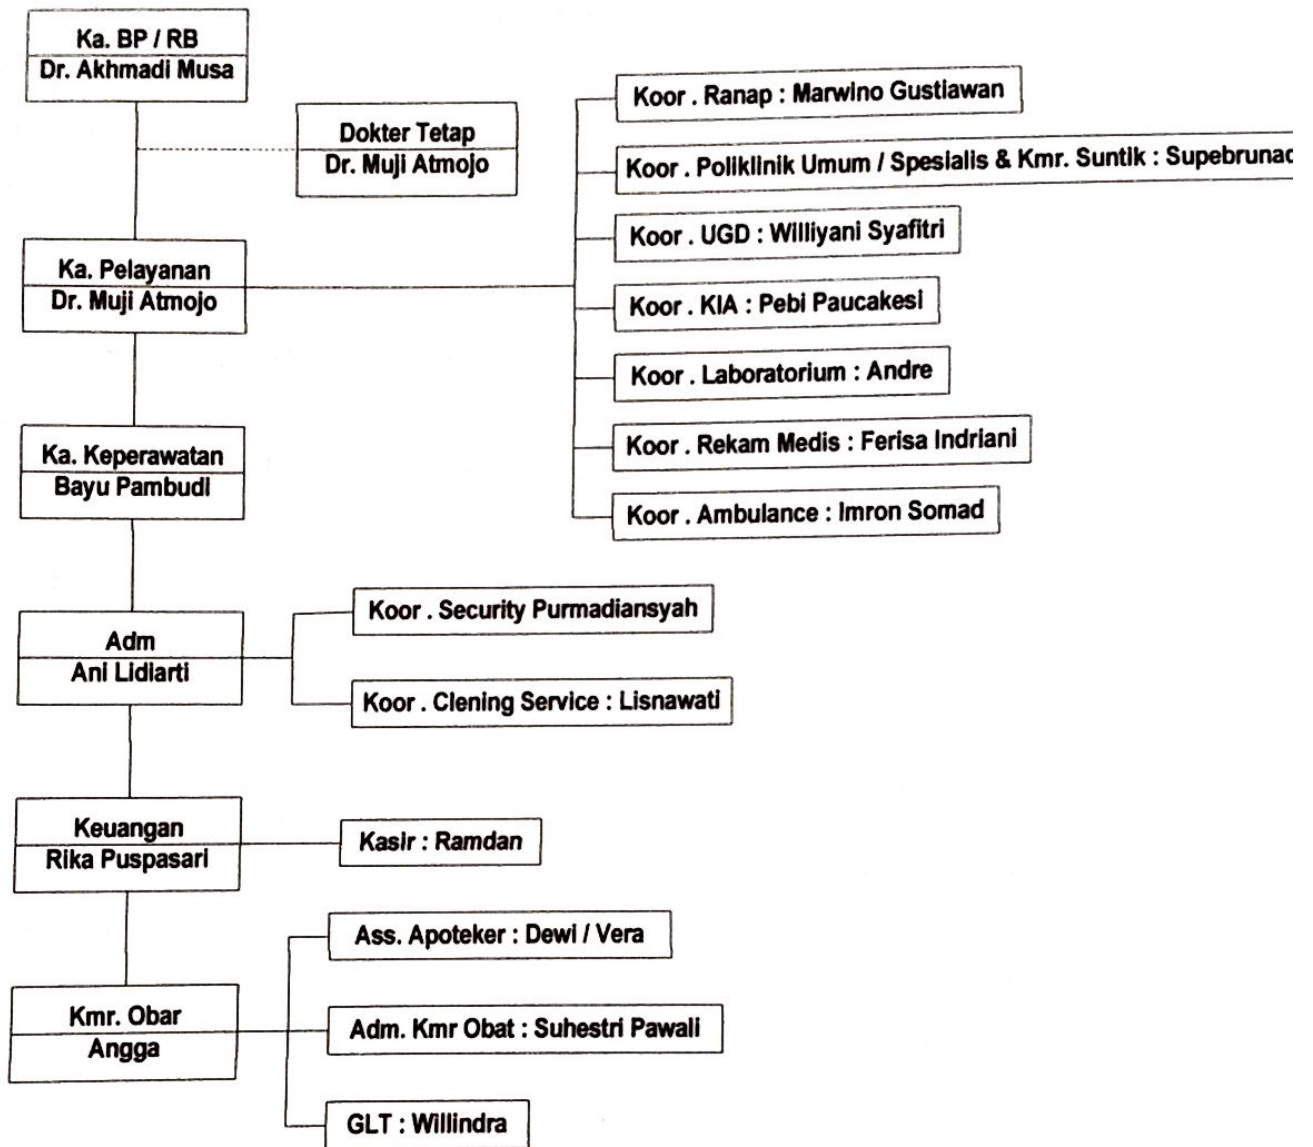 Ka. BP / RB
Dr. Akhmadi Musa
Dokter Tetap
Dr. Muji Atmojo
Ka. Pelayanan
Dr. Muji Atmojo
Koor . Ranap : Marwino Gustiawan
Koor . Poliklinik Umum / Spesialis & Kmr. Suntik : Supebrunad
Koor . UGD : Williyani Syafitri
Koor . KIA : Pebi Paucakesi
Koor . Laboratorium : Andre
Koor . Rekam Medis : Ferisa Indriani
Koor . Ambulance : Imron Somad
Ka. Keperawatan
Bayu Pambudi
Adm
Ani Lidiarti
Koor . Security Purmadiansyah
Koor . Clening Service : Lisnawati
Keuangan
Rika Puspasari
Kasir : Ramdan
Kmr. Obar
Angga
Ass. Apoteker : Dewi / Vera
Adm. Kmr Obat : Suhestri Pawali
GLT : Willindra